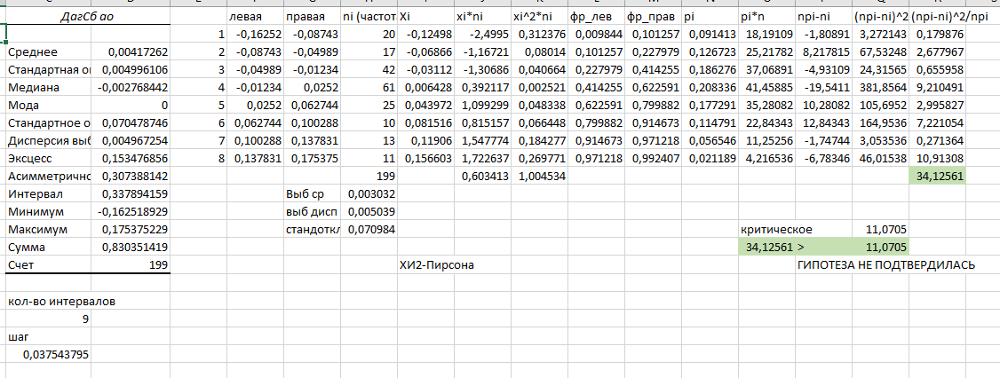 ДагСб ао левая правая ni (частот Xi xi*ni xi^2*ni фр_лев фр_прав pi pi*n npi-ni (npi-ni)^2 (npi-ni)^2/npi
1 -0,16252 -0,08743 20 -0,12498 -2,4995 0,312376 0,009844 0,101257 0,091413 18,19109 -1,80891 3,272143 0,179876
Среднее 0,00417262 2 -0,08743 -0,04989 17 -0,06866 -1,16721 0,08014 0,101257 0,227979 0,126723 25,21782 8,217815 67,53248 2,677967
Стандартная о 0,004996106 3 -0,04989 -0,01234 42 -0,03112 -1,30686 0,040664 0,227979 0,414255 0,186276 37,06891 -4,93109 24,31565 0,655958
Медиана -0,002768442 4 -0,01234 0,0252 61 0,006428 0,392117 0,002521 0,414255 0,622591 0,208336 41,45885 -19,5411 381,8564 9,210491
Мода 0 5 0,0252 0,062744 25 0,043972 1,099299 0,048338 0,622591 0,799882 0,177291 35,28082 10,28082 105,6952 2,995827
Стандартное о 0,070478746 6 0,062744 0,100288 10 0,081516 0,815157 0,066448 0,799882 0,914673 0,114791 22,84343 12,84343 164,9536 7,221054
Дисперсия выб 0,004967254 7 0,100288 0,137831 13 0,11906 1,547774 0,184277 0,914673 0,971218 0,056546 11,25256 -1,74744 3,053536 0,271364
Эксцесс 0,153476856 8 0,137831 0,175375 11 0,156603 1,722637 0,269771 0,971218 0,992407 0,021189 4,216536 -6,78346 46,01538 10,91308
Асимметрично 0,307388142 199 0,603413 1,004534 34,12561
Интервал 0,337894159 Выб ср 0,003032
Минимум -0,162518929 выб дисп 0,005039
Максимум 0,175375229 стандоткл 0,070984 критическое 11,0705
Сумма 0,830351419 34,12561 > 11,0705
Счет 199 ХИ2-Пирсона ГИПОТЕЗА НЕ ПОДТВЕРДИЛАСЬ
кол-во интервалов
9
шаг
0,037543795